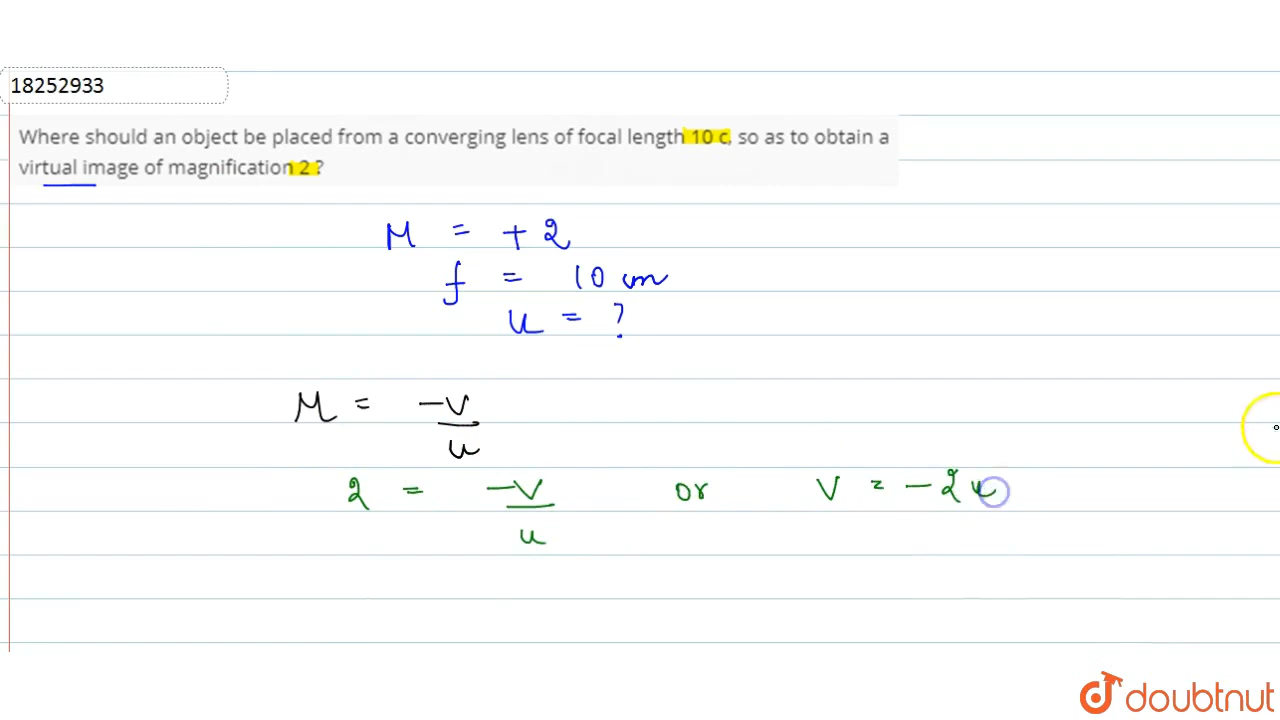 18252933
Where should an object be placed from a converging lens of focal length 10 c, so as to obtain a
virtual image of magnification 2 ?
M = + 2
f = 10 cm
u = ?
M = -v/u
2 = -v/u or v = -2u
doubtnut